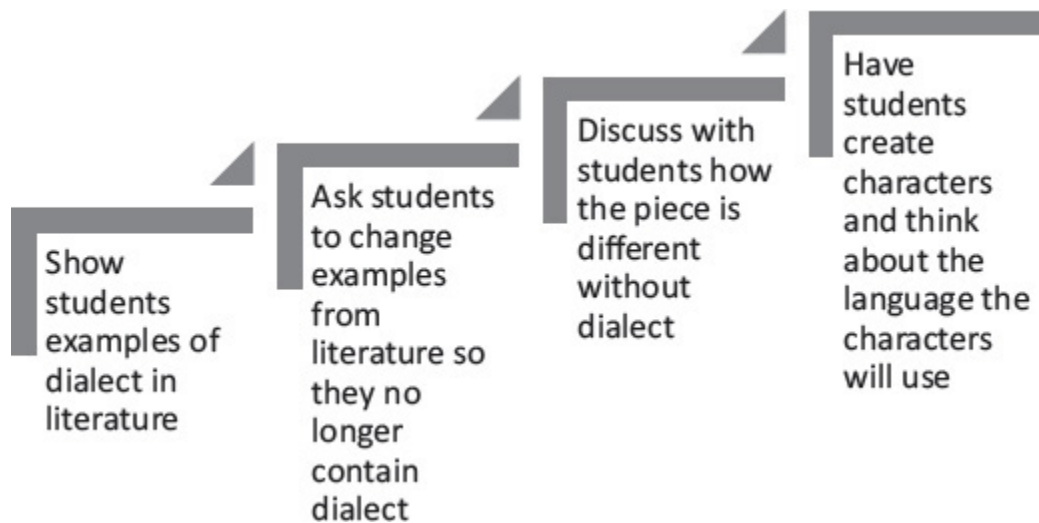 Show
students
examples of
dialect in
literature
Ask students
to change
examples
from
literature so
they no
longer
contain
dialect
Discuss with
students how
the piece is
different
without
dialect
Have
students
create
characters
and think
about the
language the
characters
will use